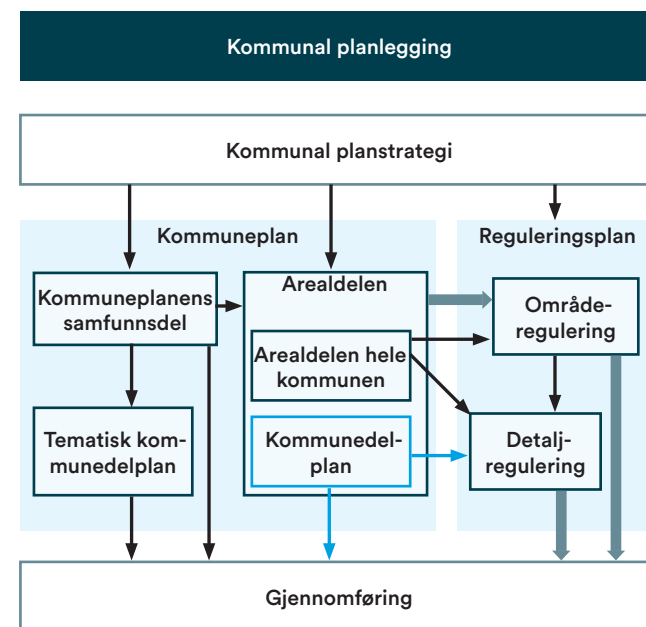 Kommunal planlegging
Kommunal planstrategi
Kommuneplan
Reguleringsplan
Kommuneplanens
samfunnsdel
Arealdelen
Område-
regulering
Arealdelen hele
kommunen
Tematisk kom-
munedelplan
Kommunedel-
plan
Detalj-
regulering
Gjennomføring